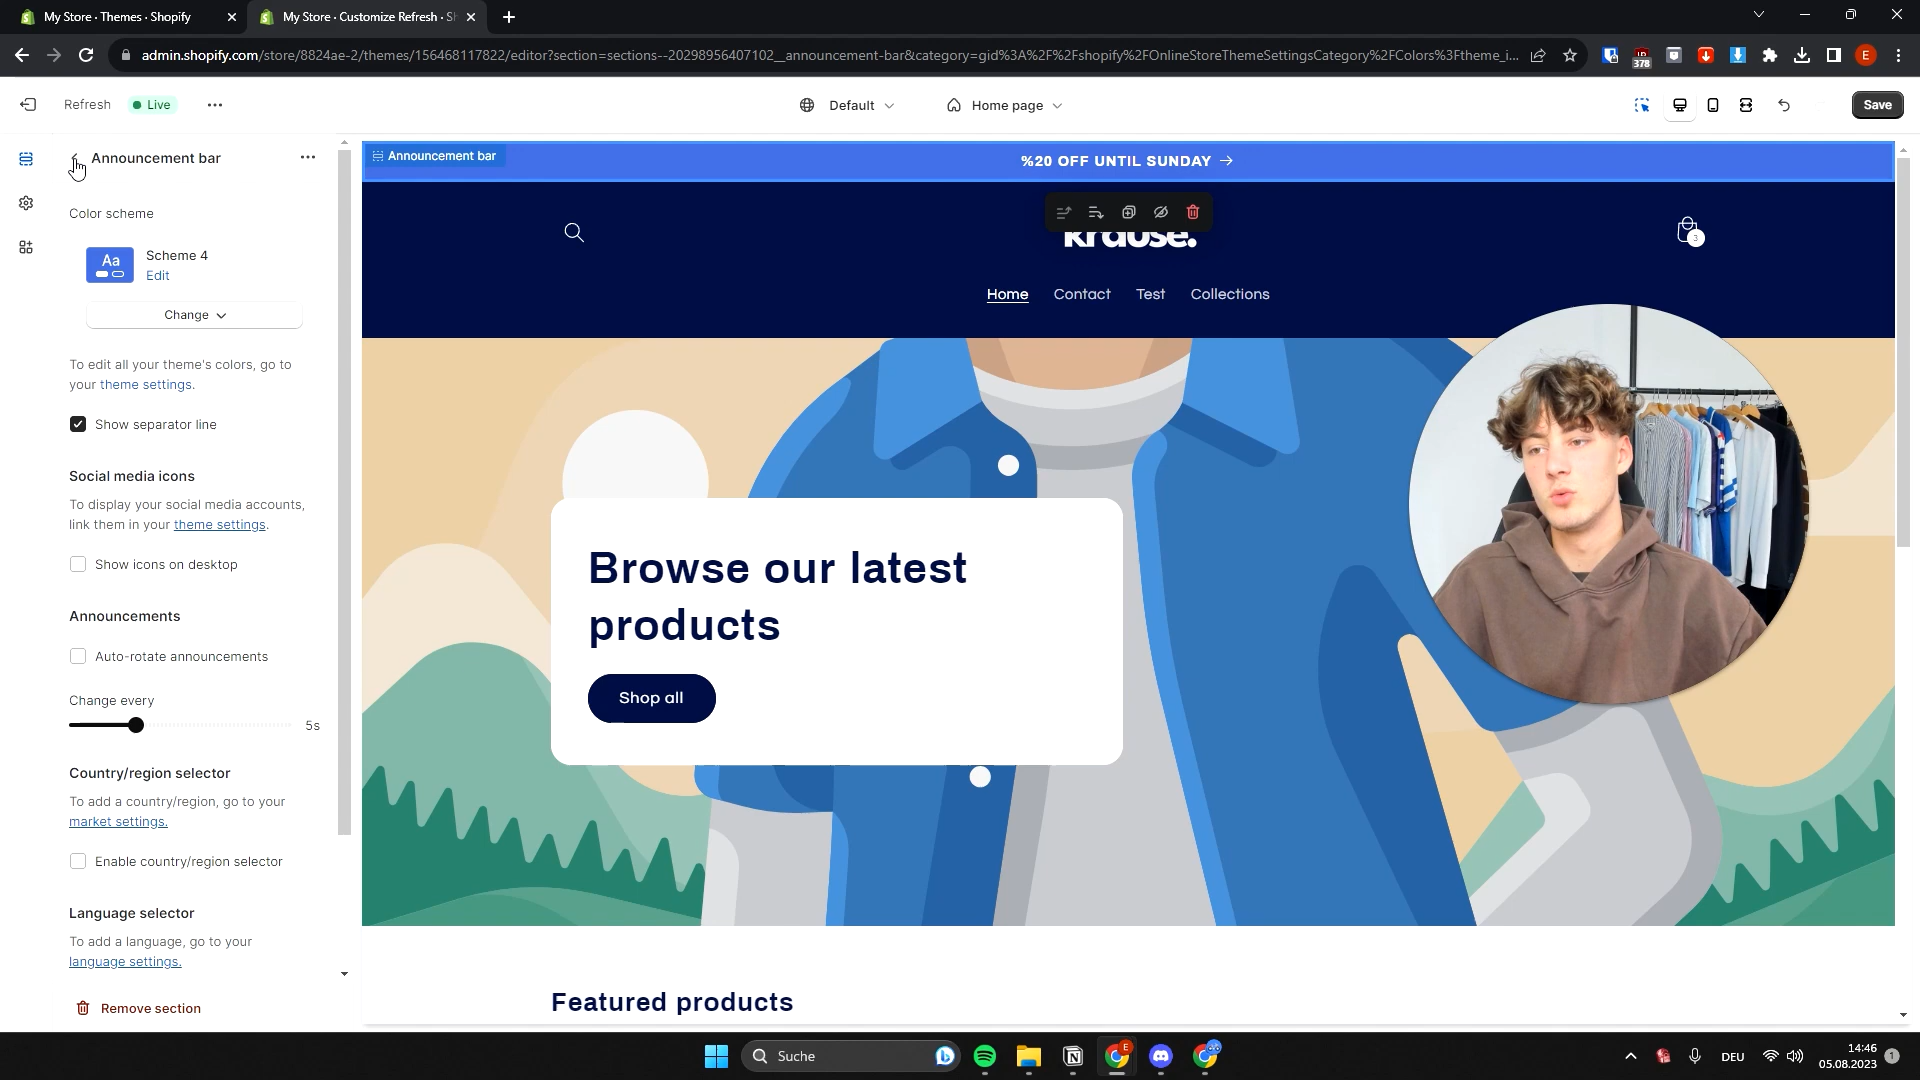 My Store · Themes · Shopify
My Store · Customize Refresh · Sh
admin.shopify.com/store/8824ae-2/themes/156468117822/editor?section=sections--20298956407102__announcement-bar&category=gid%3A%2F%2Fshopify%2FOnlineStoreThemeSettingsCategory%2FColors%3Ftheme_i...
378
E
Refresh
Live
Default
Home page
Save
Announcement bar
Color scheme
Aa
Scheme 4
Edit
Change
To edit all your theme's colors, go to
your theme settings.
Show separator line
Social media icons
To display your social media accounts,
link them in your theme settings.
Show icons on desktop
Announcements
Auto-rotate announcements
Change every
5s
Country/region selector
To add a country/region, go to your
market settings.
Enable country/region selector
Language selector
To add a language, go to your
language settings.
Remove section
Announcement bar
%20 OFF UNTIL SUNDAY
krause.
3
Home
Contact
Test
Collections
Browse our latest
products
Shop all
Featured products
Suche
E
DEU
14:46
05.08.2023
1